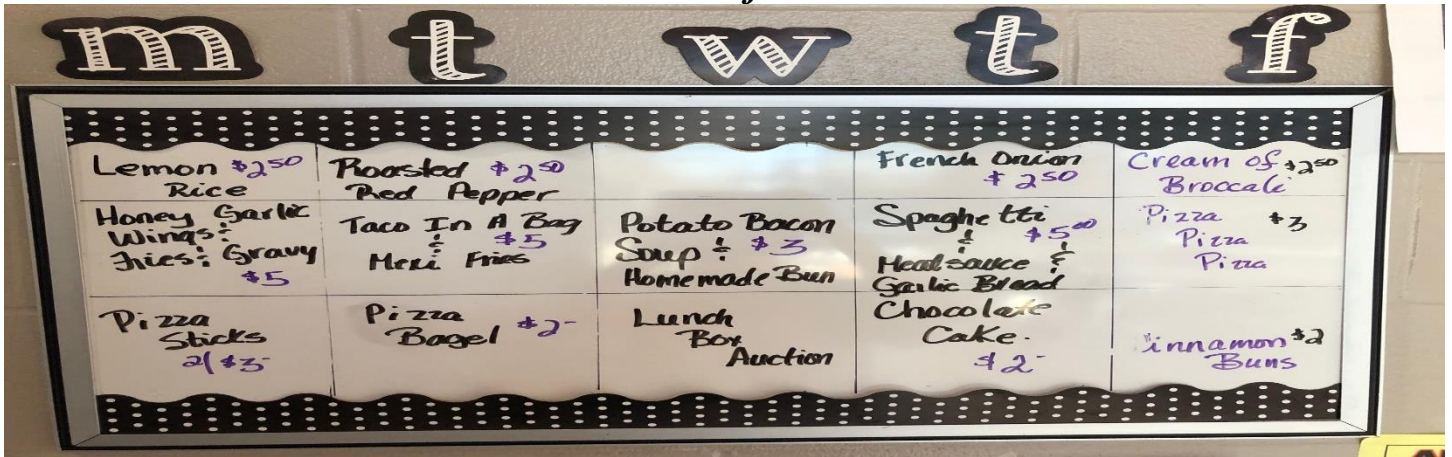 m t w t f
Lemon $2.50
Rice
Roasted $2.50
Red Pepper
French Onion
$2.50
Cream of $2.50
Broccali
Honey Garlic
Wings &
Fries & Gravy
$5
Taco In A Bag
& $5
Mexi Fries
Potato Bacon
Soup & $3
Homemade Bun
Spaghetti
& $5.00
Meatsauce &
Garlic Bread
Pizza $3
Pizza
Pizza
Pizza
Sticks
2/$3-
Pizza
Bagel $2-
Lunch
Box
Auction
Chocolate
Cake.
$2-
innamon $2
Buns